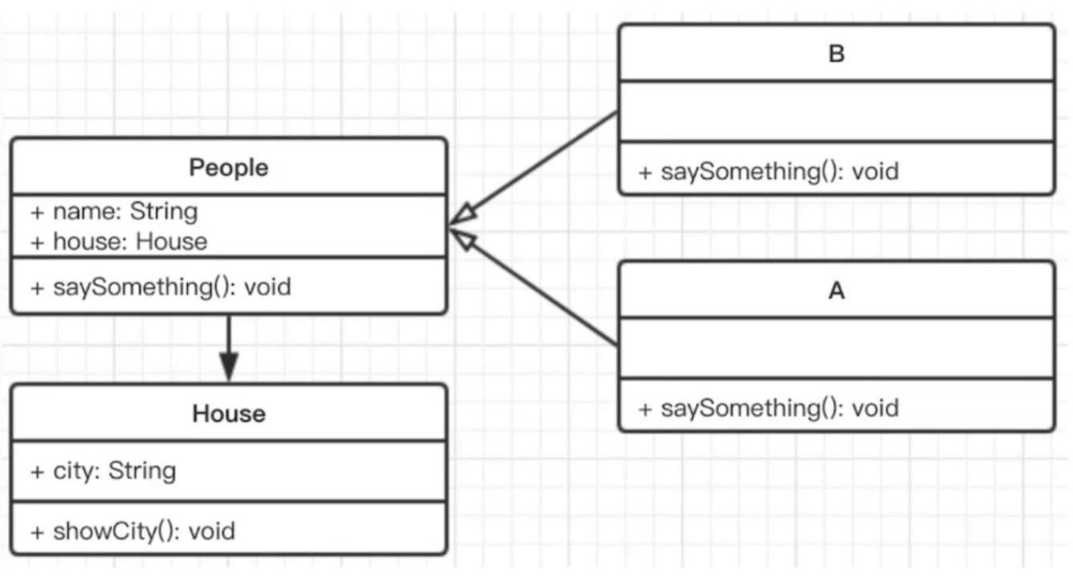 People
+ name: String
+ house: House
+ saySomething(): void
House
+ city: String
+ showCity(): void
B
+ saySomething(): void
A
+ saySomething(): void